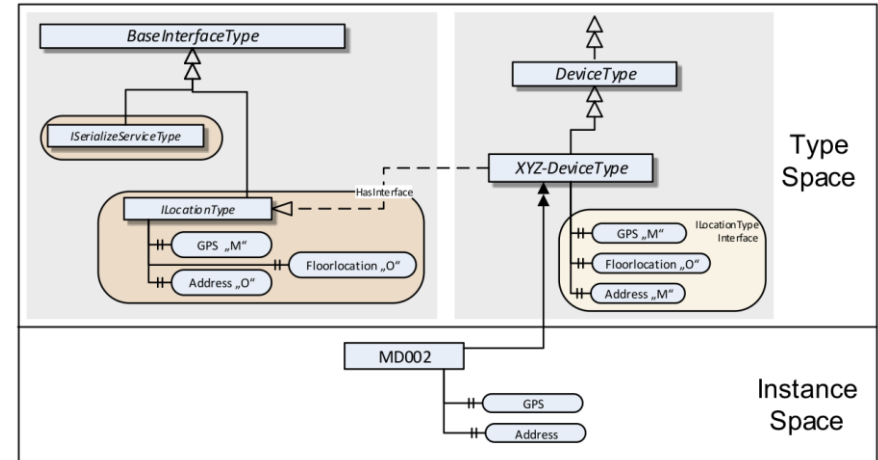 BaseInterfaceType
ISerializeServiceType
HasInterface
ILocationType
GPS „M“
Floorlocation „O“
Address „O“
DeviceType
XYZ-DeviceType
ILocationType
Interface
GPS „M“
Floorlocation „O“
Address „M“
Type
Space
MD002
GPS
Address
Instance
Space